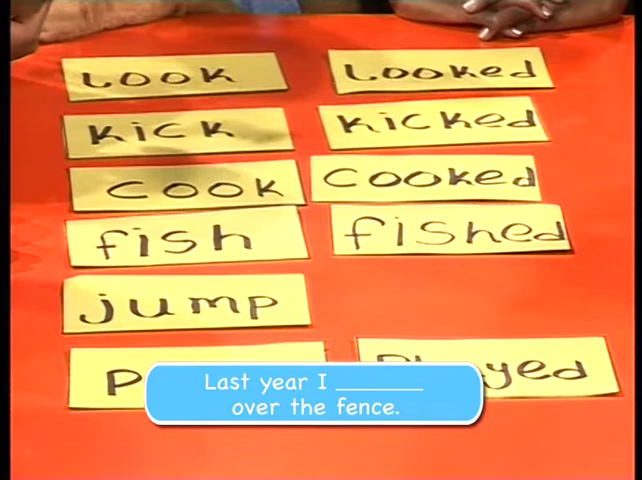 Look Looked
kick kicked
cook cooked
fish fished
jump
Last year I _______
over the fence.